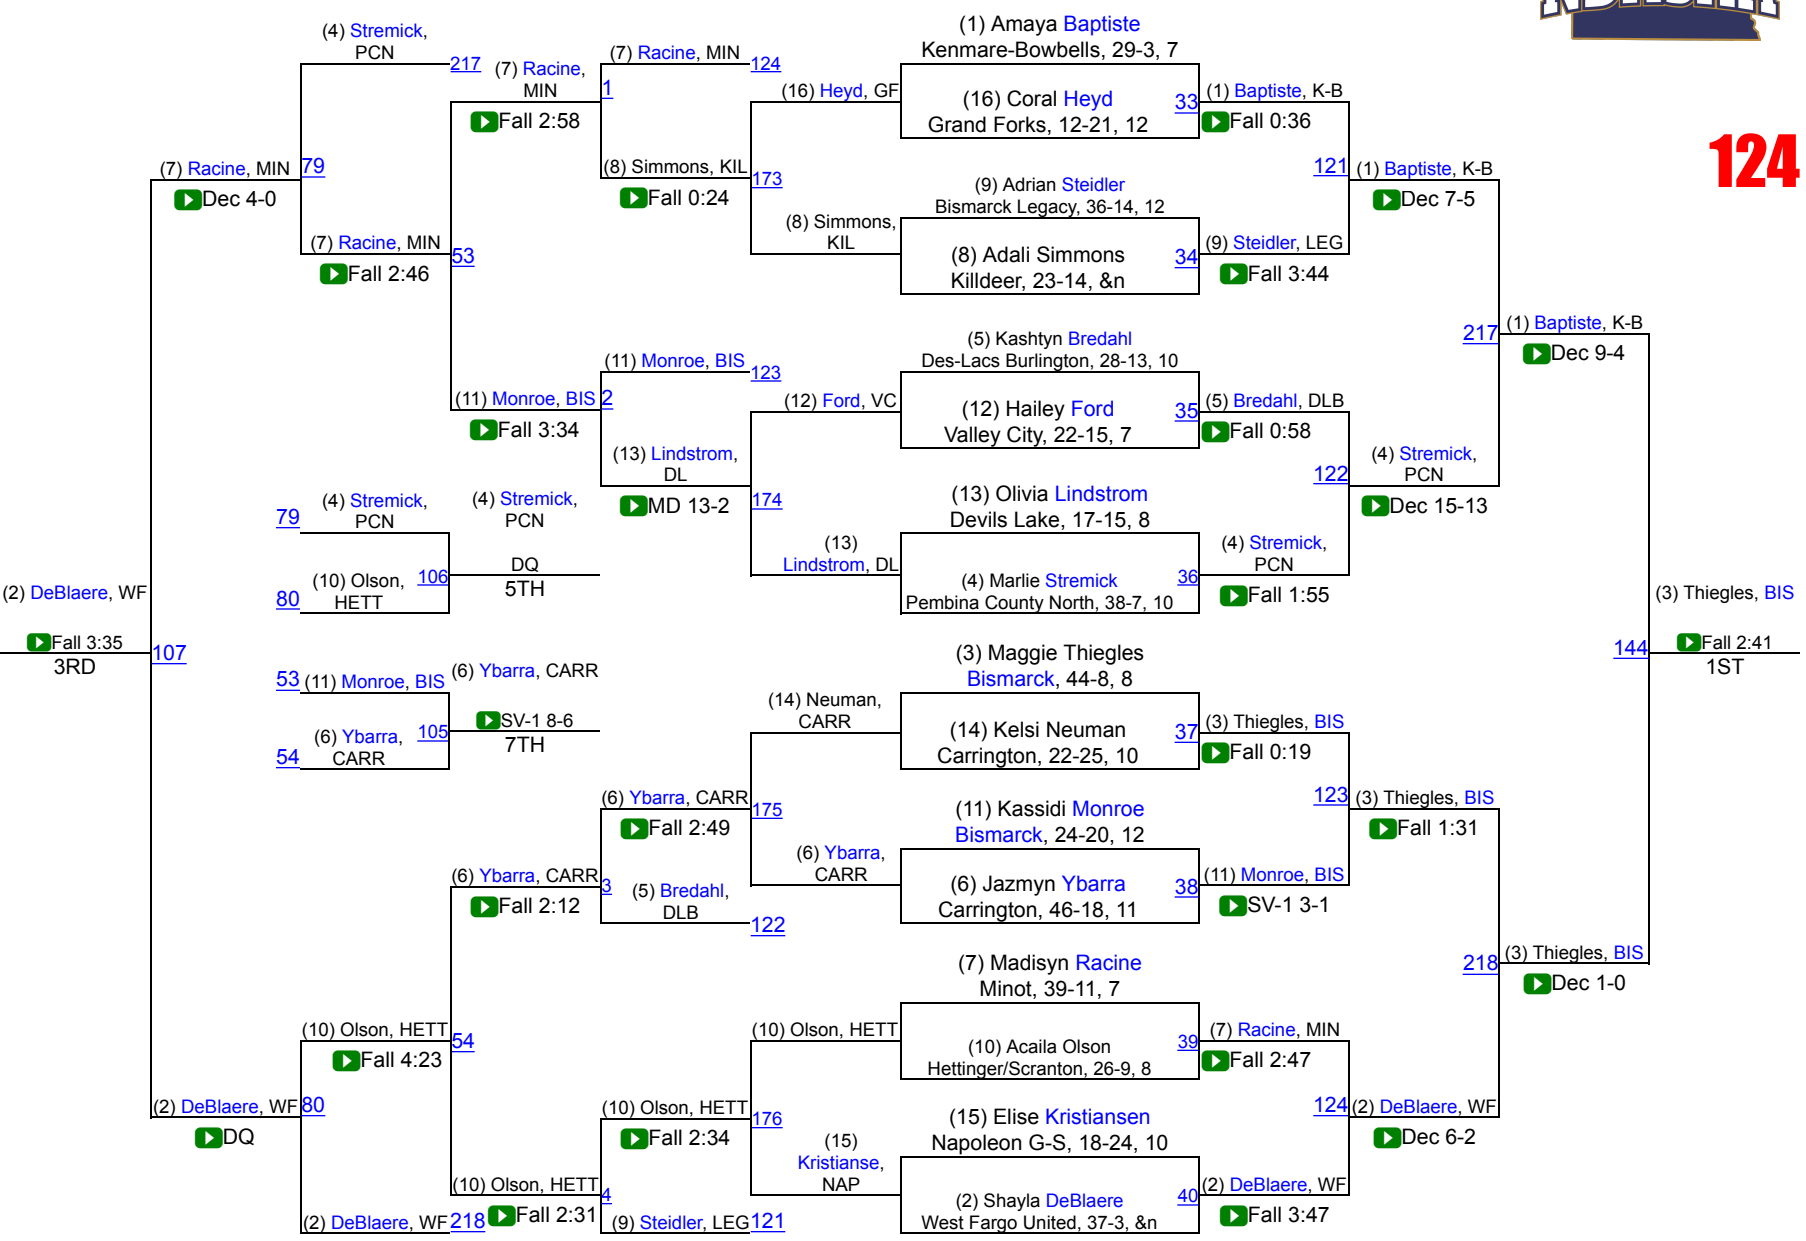 NDHSAA
124
(4) Stremick,
PCN
217
(7) Racine,
MIN
1
Fall 2:58
(7) Racine, MIN
124
(16) Heyd, GF
(8) Simmons, KIL
173
Fall 0:24
(8) Simmons,
KIL
(7) Racine, MIN
79
Dec 4-0
(7) Racine, MIN
53
Fall 2:46
(11) Monroe, BIS
123
(11) Monroe, BIS
2
Fall 3:34
(12) Ford, VC
(13) Lindstrom,
DL
174
MD 13-2
(13)
Lindstrom, DL
79
(4) Stremick,
PCN
(4) Stremick,
PCN
80
(10) Olson,
HETT
106
DQ
5TH
(2) DeBlaere, WF
Fall 3:35
3RD
107
53
(11) Monroe, BIS
(6) Ybarra, CARR
54
(6) Ybarra,
CARR
105
SV-1 8-6
7TH
(14) Neuman,
CARR
(6) Ybarra, CARR
175
Fall 2:49
(6) Ybarra,
CARR
(6) Ybarra, CARR
3
Fall 2:12
(5) Bredahl,
DLB
122
(10) Olson, HETT
54
Fall 4:23
(10) Olson, HETT
(2) DeBlaere, WF
80
DQ
(10) Olson, HETT
176
Fall 2:34
(15)
Kristianse,
NAP
(10) Olson, HETT
4
Fall 2:31
(2) DeBlaere, WF
218
(9) Steidler, LEG
121
(1) Amaya Baptiste
Kenmare-Bowbells, 29-3, 7
(16) Coral Heyd
Grand Forks, 12-21, 12
33
(9) Adrian Steidler
Bismarck Legacy, 36-14, 12
(8) Adali Simmons
Killdeer, 23-14, &n
34
(5) Kashtyn Bredahl
Des-Lacs Burlington, 28-13, 10
(12) Hailey Ford
Valley City, 22-15, 7
35
(13) Olivia Lindstrom
Devils Lake, 17-15, 8
(4) Marlie Stremick
Pembina County North, 38-7, 10
36
(3) Maggie Thiegles
Bismarck, 44-8, 8
(14) Kelsi Neuman
Carrington, 22-25, 10
37
(11) Kassidi Monroe
Bismarck, 24-20, 12
(6) Jazmyn Ybarra
Carrington, 46-18, 11
38
(7) Madisyn Racine
Minot, 39-11, 7
(10) Acaila Olson
Hettinger/Scranton, 26-9, 8
39
(15) Elise Kristiansen
Napoleon G-S, 18-24, 10
(2) Shayla DeBlaere
West Fargo United, 37-3, &n
40
(1) Baptiste, K-B
Fall 0:36
121
(1) Baptiste, K-B
Dec 7-5
(9) Steidler, LEG
Fall 3:44
217
(1) Baptiste, K-B
Dec 9-4
(5) Bredahl, DLB
Fall 0:58
122
(4) Stremick,
PCN
Dec 15-13
(4) Stremick,
PCN
Fall 1:55
(3) Thiegles, BIS
144
Fall 2:41
1ST
(3) Thiegles, BIS
Fall 0:19
123
(3) Thiegles, BIS
Fall 1:31
(11) Monroe, BIS
SV-1 3-1
218
(3) Thiegles, BIS
Dec 1-0
(7) Racine, MIN
Fall 2:47
124
(2) DeBlaere, WF
Dec 6-2
(2) DeBlaere, WF
Fall 3:47